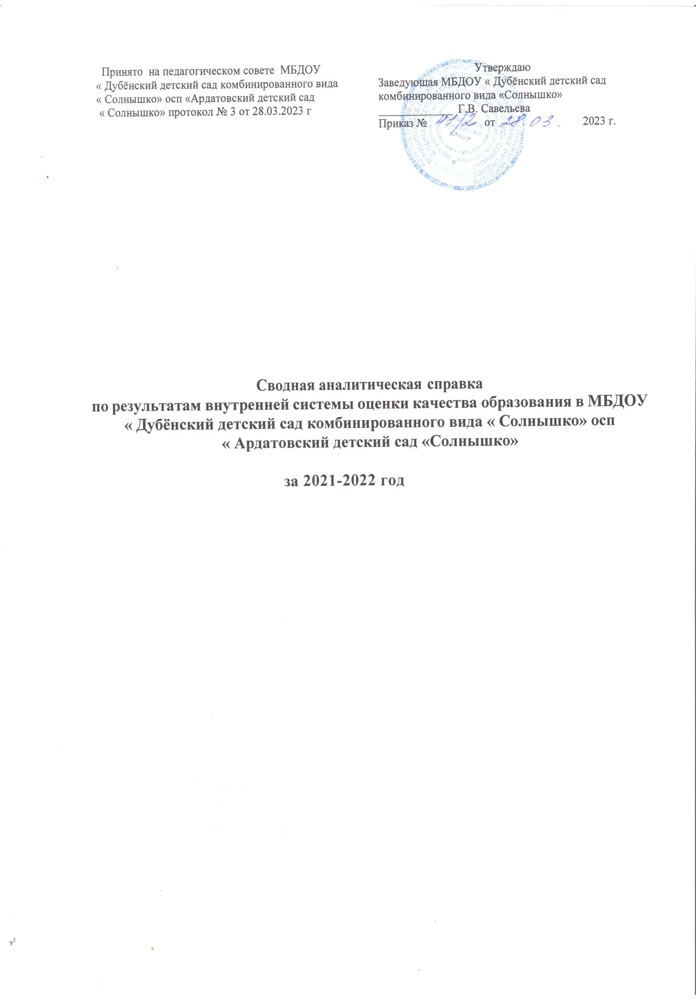 Принято на педагогическом совете МБДОУ
« Дубёнский детский сад комбинированного вида
« Солнышко» осп «Ардатовский детский сад
« Солнышко» протокол № 3 от 28.03.2023 г
Утверждаю
Заведующая МБДОУ « Дубёнский детский сад
комбинированного вида «Солнышко»
____________ Г.В. Савельева
Приказ № 41/2 от 28.03. 2023 г.
Сводная аналитическая справка
по результатам внутренней системы оценки качества образования в МБДОУ
« Дубёнский детский сад комбинированного вида « Солнышко» осп
« Ардатовский детский сад «Солнышко»
за 2021-2022 год